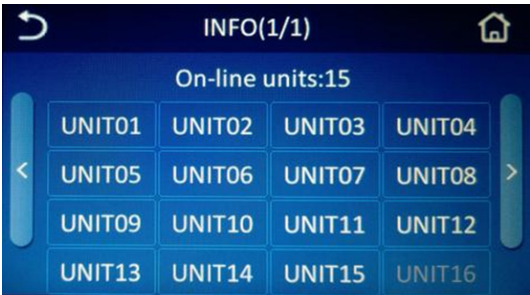 INFO(1/1)
On-line units:15
UNIT01 UNIT02 UNIT03 UNIT04
UNIT05 UNIT06 UNIT07 UNIT08
UNIT09 UNIT10 UNIT11 UNIT12
UNIT13 UNIT14 UNIT15 UNIT16